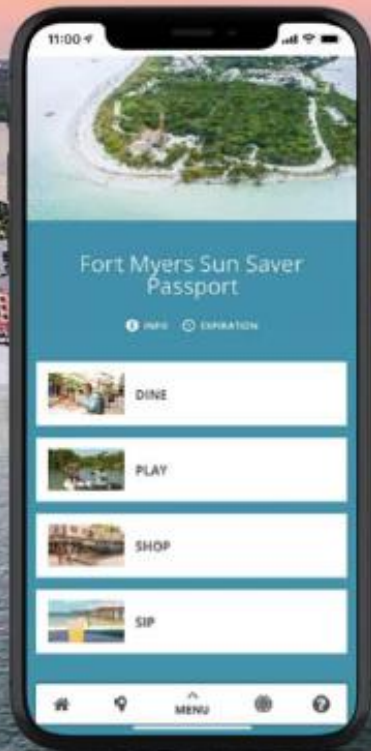 11:00
Fort Myers Sun Saver
Passport
INFO EXPIRATION
DINE
PLAY
SHOP
SIP
MENU